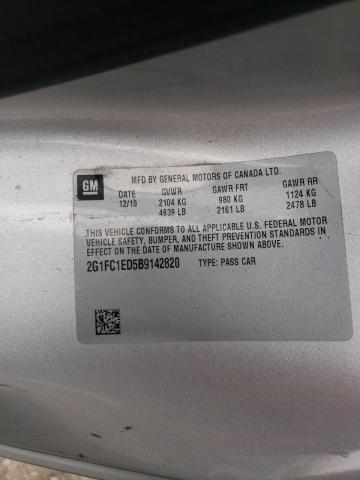 GM
MFD BY GENERAL MOTORS OF CANADA LTD.
DATE GVWR GAWR FRT GAWR RR
12/10 2104 KG 980 KG 1124 KG
4639 LB 2161 LB 2478 LB
THIS VEHICLE CONFORMS TO ALL APPLICABLE U.S. FEDERAL MOTOR
VEHICLE SAFETY, BUMPER, AND THEFT PREVENTION STANDARDS IN
EFFECT ON THE DATE OF MANUFACTURE SHOWN ABOVE.
2G1FC1ED5B9142820 TYPE: PASS CAR